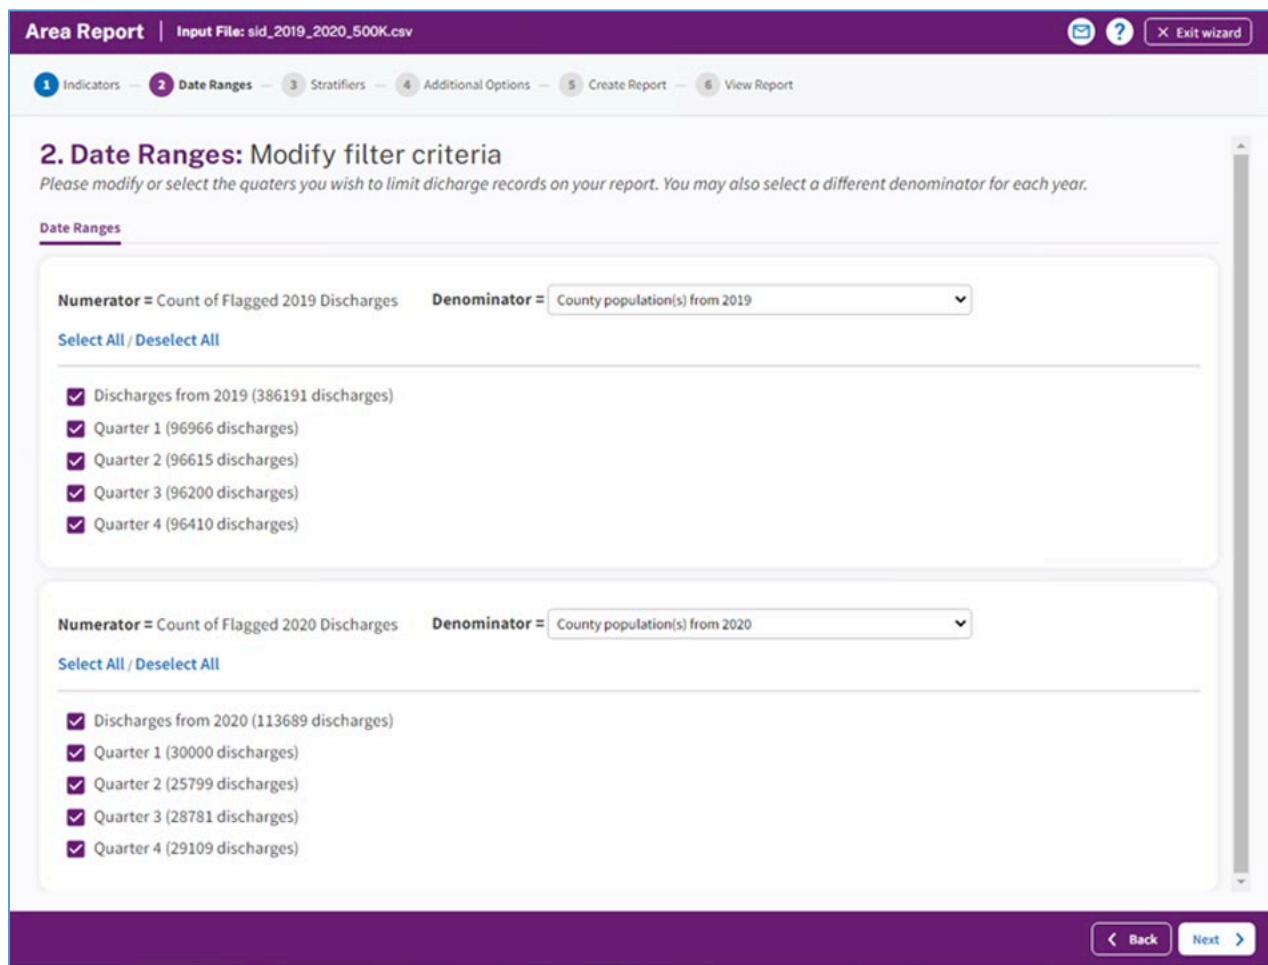 Area Report | Input File: sid_2019_2020_500K.csv ? × Exit wizard
1 Indicators — 2 Date Ranges — 3 Stratifiers — 4 Additional Options — 5 Create Report — 6 View Report
2. Date Ranges: Modify filter criteria
Please modify or select the quaters you wish to limit dicharge records on your report. You may also select a different denominator for each year.
Date Ranges
Numerator = Count of Flagged 2019 Discharges Denominator = County population(s) from 2019
Select All / Deselect All
Discharges from 2019 (386191 discharges)
Quarter 1 (96966 discharges)
Quarter 2 (96615 discharges)
Quarter 3 (96200 discharges)
Quarter 4 (96410 discharges)
Numerator = Count of Flagged 2020 Discharges Denominator = County population(s) from 2020
Select All / Deselect All
Discharges from 2020 (113689 discharges)
Quarter 1 (30000 discharges)
Quarter 2 (25799 discharges)
Quarter 3 (28781 discharges)
Quarter 4 (29109 discharges)
Back Next